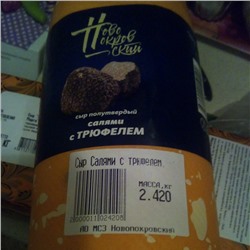 Ново
покров
ский
сыр полутвердый
салями
с ТРЮФЕЛЕМ
Сыр Салями с трюфелем
МАССА, кг
2.420
АО МСЗ Новопокровский